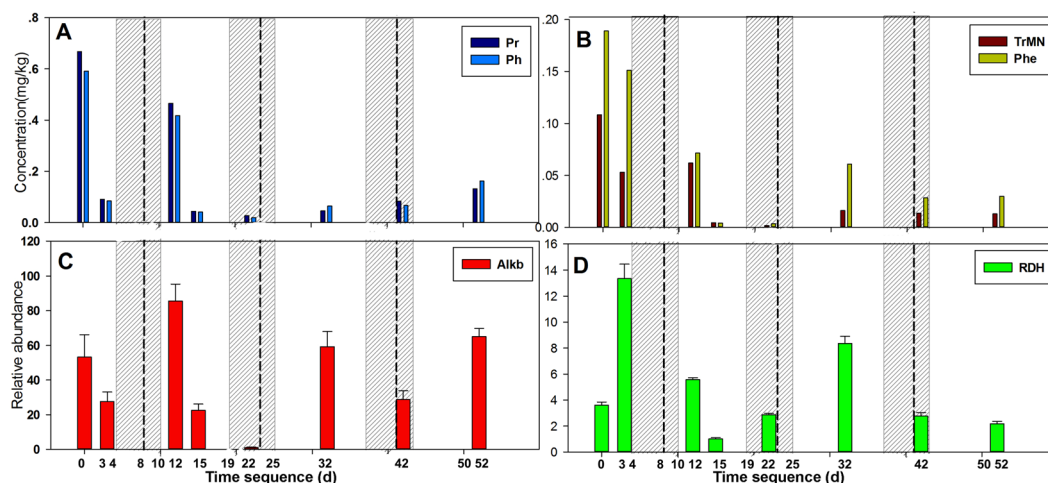 A
Pr
Ph
Concentration(mg/kg)
.8
.6
.4
.2
0.0
B
TrMN
Phe
.20
.15
.10
.05
0.00
C
Alkb
Relative abundance
120
100
80
60
40
20
0
0 3 4 8 10 12 15 19 22 25 32 42 50 52
Time sequence (d)
D
RDH
16
14
12
10
8
6
4
2
0
0 3 4 8 10 12 15 19 22 25 32 42 50 52
Time sequence (d)